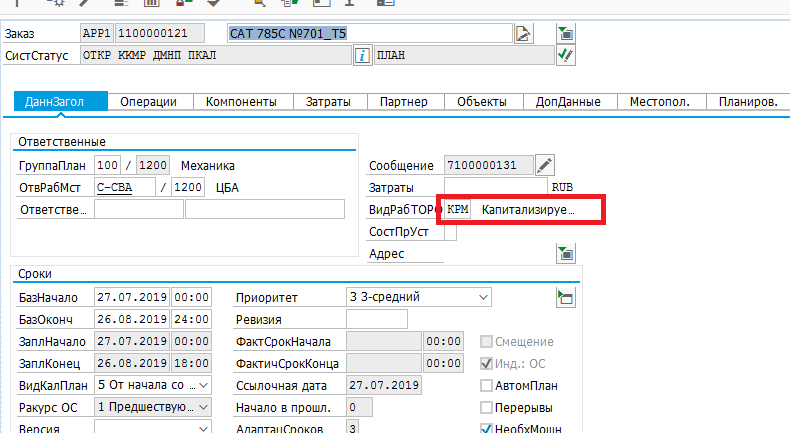 Заказ APP1 1100000121 CAT 785C №9701_T5
СистСтатус ОТКР ККМР ДМНП ПКАЛ ПЛАН
ДаннЗагол Операции Компоненты Затраты Партнер Объекты ДопДанные Местопол. Планиров.
Ответственные
ГруппаПлан 100 / 1200 Механика Сообщение 7100000131
ОтвРабМст C-CBA / 1200 ЦБА Затраты RUB
Ответстве... ВидРабТОРО КРМ Капитализируе...
СостПрУст
Адрес
Сроки
БазНачало 27.07.2019 00:00 Приоритет 3 3-средний
БазОконч 26.08.2019 24:00 Ревизия
ЗаплНачало 27.07.2019 00:00 ФактСрокНачала 00:00 Смещение
ЗаплКонец 26.08.2019 18:00 ФактичСрокКонца 00:00 Инд.: ОС
ВидКалПлан 5 От начала со ... Ссылочная дата 27.07.2019 АвтомПлан
Ракурс ОС 1 Предшествую... Начало в прошл. 0 Перерывы
Версия АдаптацСроков 3 НеобхМощн